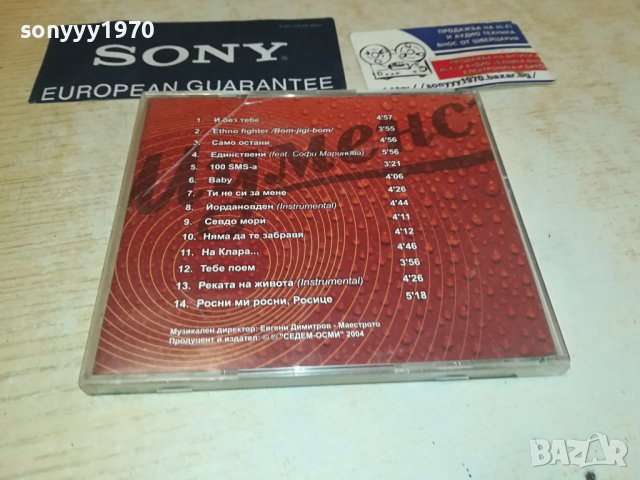 sonyyy1970
SONY
EUROPEAN GUARANTEE
ПРОДАЖБА НА HI-FI
И АУДИО ТЕХНИКА
ВНОС ОТ ШВЕЙЦАРИЯ
1 И без тебе 4'57
2 Ethno fighter /Bom-jigi-bom/ 3'55
3 Само остани 4'56
4 Единствени (feat. Софи Маринова) 5'56
5 100 SMS-а 3'21
6 Baby 4'06
7 Ти не си за мене 4'26
8 Йордановден (Instrumental) 4'44
9 Севдо мори 4'11
10. Няма да те забравя 4'12
11. На Клара... 4'46
12. Тебе поем 3'56
13. Реката на живота (Instrumental) 4'26
14. Росни ми росни, Росице 5'18
Музикален директор: Евгени Димитров - Маестрото
Продуцент и издател: ©℗ "СЕДЕМ-ОСМИ" 2004
sonyyy1970
BAZAR.bg